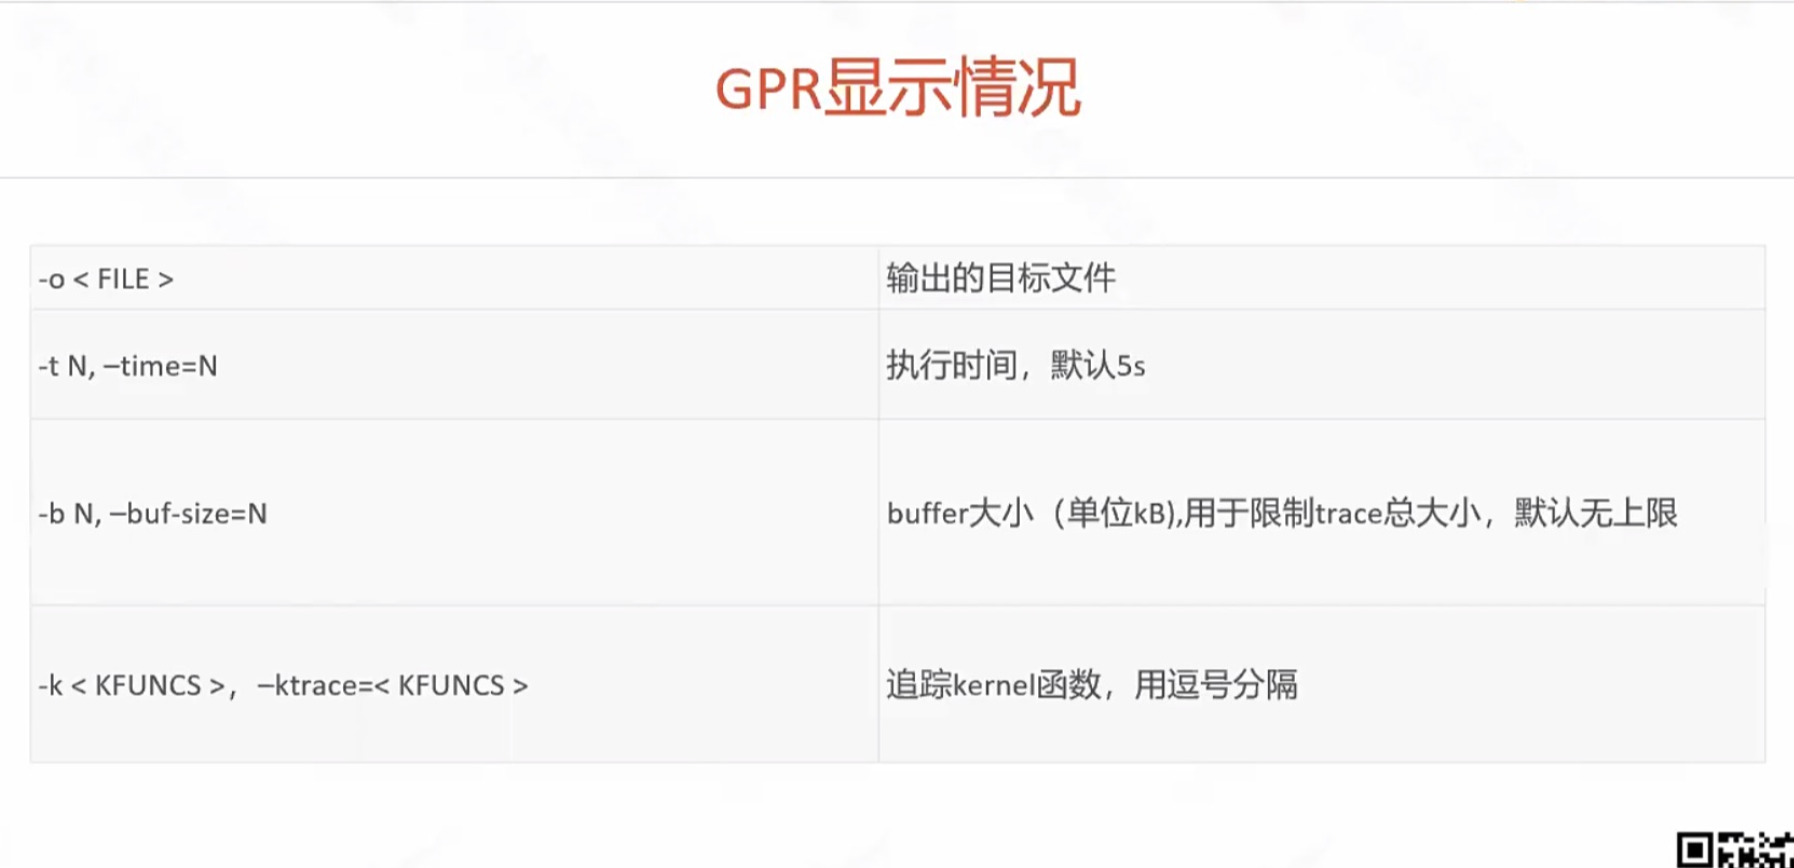 GPR显示情况
-o < FILE >
输出的目标文件
-t N, –time=N
执行时间，默认5s
-b N, –buf-size=N
buffer大小（单位kB),用于限制trace总大小，默认无上限
-k < KFUNCS >，–ktrace=< KFUNCS >
追踪kernel函数，用逗号分隔